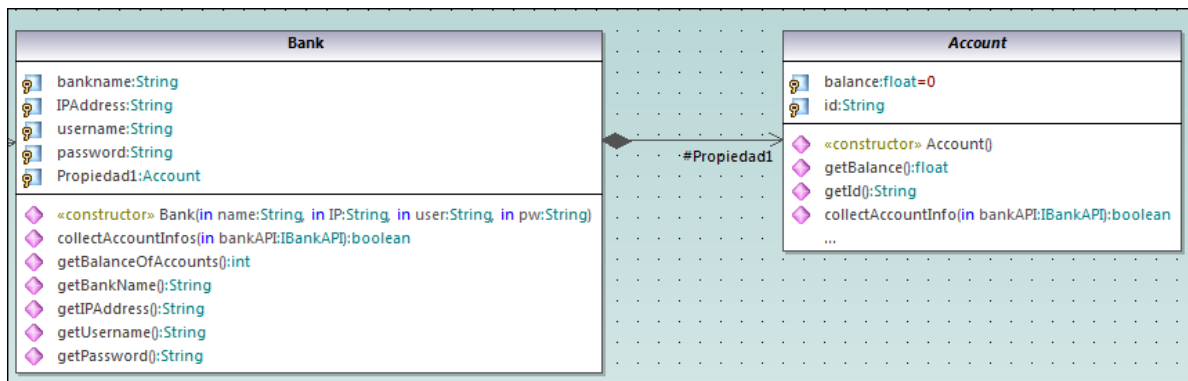 Bank
bankname:String
IPAddress:String
username:String
password:String
Propiedad1:Account
«constructor» Bank(in name:String, in IP:String, in user:String, in pw:String)
collectAccountInfos(in bankAPI:IBankAPI):boolean
getBalanceOfAccounts():int
getBankName():String
getIPAddress():String
getUsername():String
getPassword():String
#Propiedad1
Account
balance:float=0
id:String
«constructor» Account()
getBalance():float
getId():String
collectAccountInfo(in bankAPI:IBankAPI):boolean
...